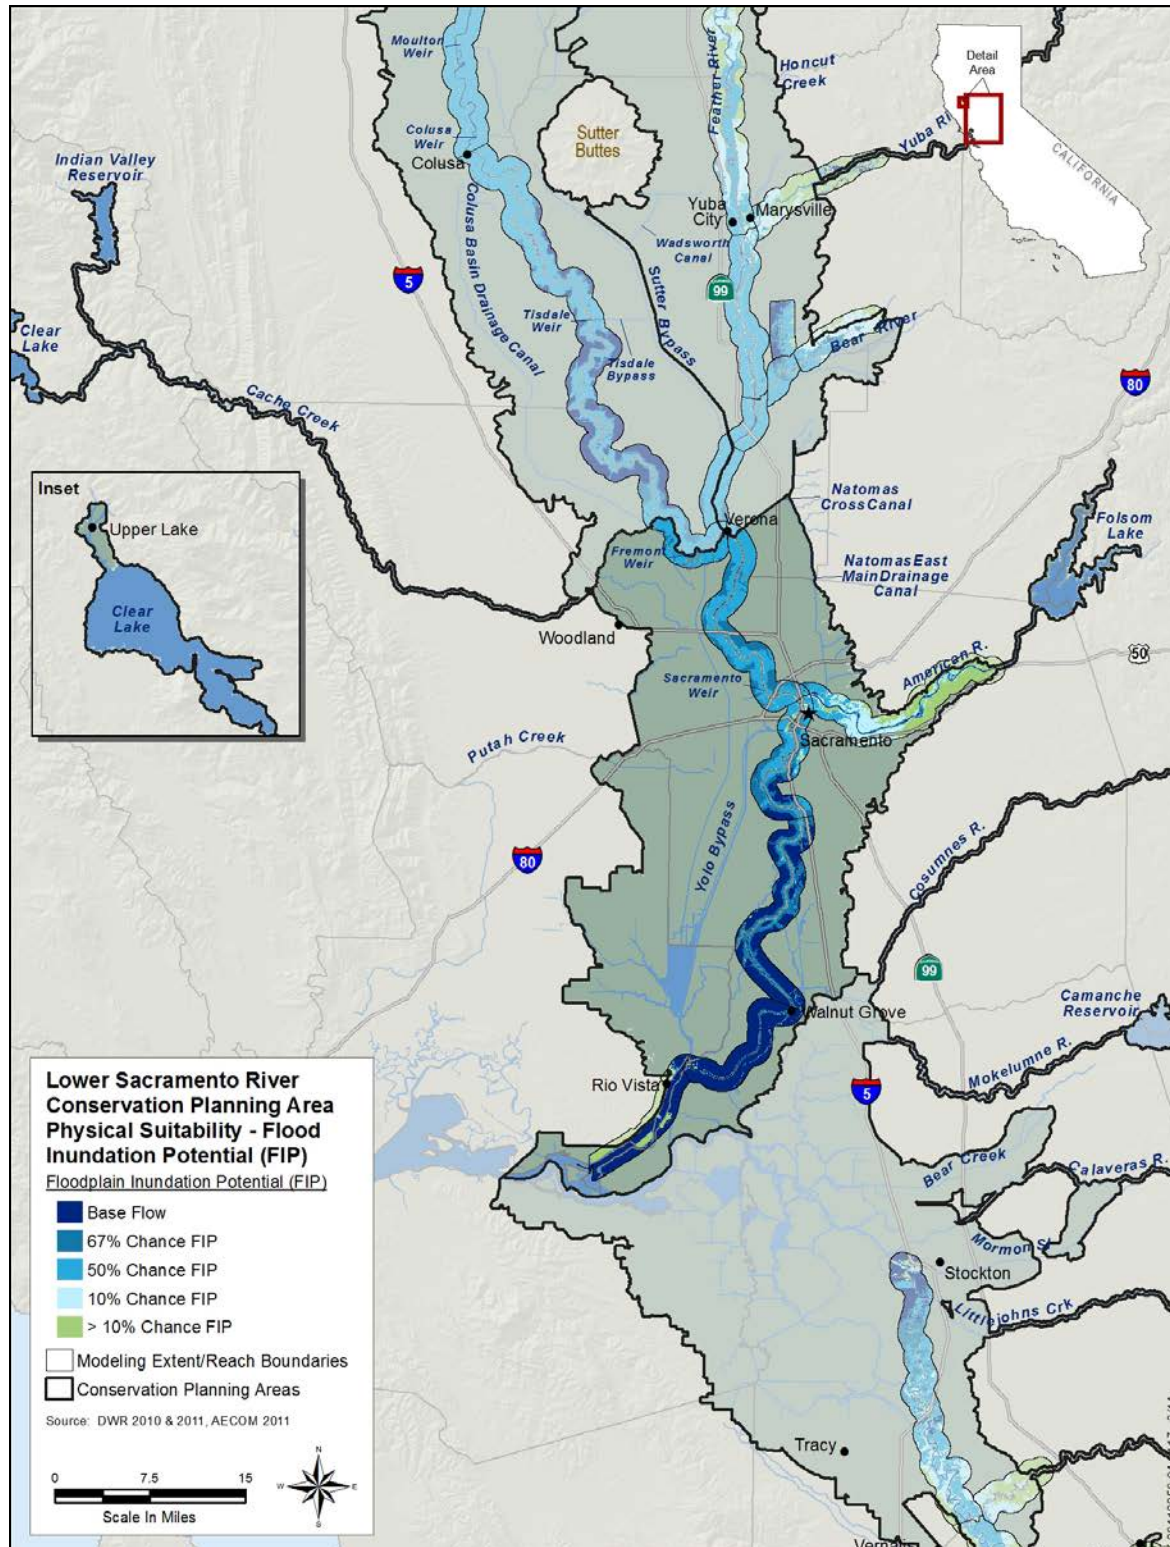 Moulton
Weir
Feather River
Honcut
Creek
Detail
Area
CALIFORNIA
Yuba Ri
Colusa
Weir
Colusa
Sutter
Buttes
Indian Valley
Reservoir
Colusa Basin Drainage Canal
Yuba
City
Marysville
Wadsworth
Canal
5
99
Sutter Bypass
Clear
Lake
Tisdale
Weir
Tisdale
Bypass
Bear River
80
Cache Creek
Inset
Upper Lake
Clear
Lake
Natomas
Cross Canal
Verona
Folsom
Lake
Fremont
Weir
Natomas East
Main Drainage
Canal
Woodland
50
American R.
Sacramento
Weir
Sacramento
Putah Creek
Yolo Bypass
80
Cosumnes R.
99
Camanche
Reservoir
Walnut Grove
Mokelumne R.
Rio Vista
5
Bear Creek
Calaveras R.
Mormon Sl.
Stockton
Littlejohns Crk
Tracy
Vernalis
Lower Sacramento River
Conservation Planning Area
Physical Suitability - Flood
Inundation Potential (FIP)
Floodplain Inundation Potential (FIP)
Base Flow
67% Chance FIP
50% Chance FIP
10% Chance FIP
> 10% Chance FIP
Modeling Extent/Reach Boundaries
Conservation Planning Areas
Source: DWR 2010 & 2011, AECOM 2011
N
W
E
S
0 7.5 15
Scale In Miles